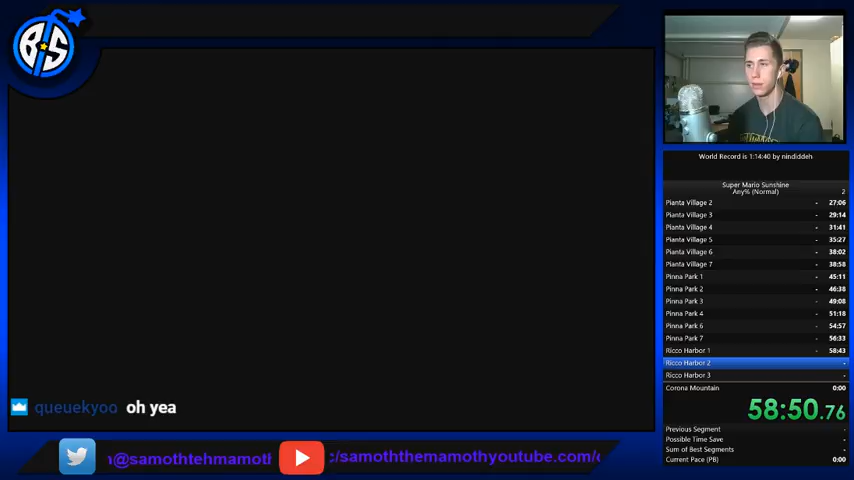 BS
World Record is 1:14:40 by nindiddeh
Super Mario Sunshine
Any% (Normal) 2
Pianta Village 2 - 27:06
Pianta Village 3 - 29:14
Pianta Village 4 - 31:41
Pianta Village 5 - 35:27
Pianta Village 6 - 38:02
Pianta Village 7 - 38:58
Pinna Park 1 - 45:11
Pinna Park 2 - 46:38
Pinna Park 3 - 49:08
Pinna Park 4 - 51:18
Pinna Park 6 - 54:57
Pinna Park 7 - 56:33
Ricco Harbor 1 - 58:43
Ricco Harbor 2 -
Ricco Harbor 3 -
Corona Mountain 0:00
58:50.76
Previous Segment -
Possible Time Save -
Sum of Best Segments -
Current Pace (PB) 0:00
queuekyoo oh yea
@samothtehmamoth
c/samoththemamothyoutube.com/